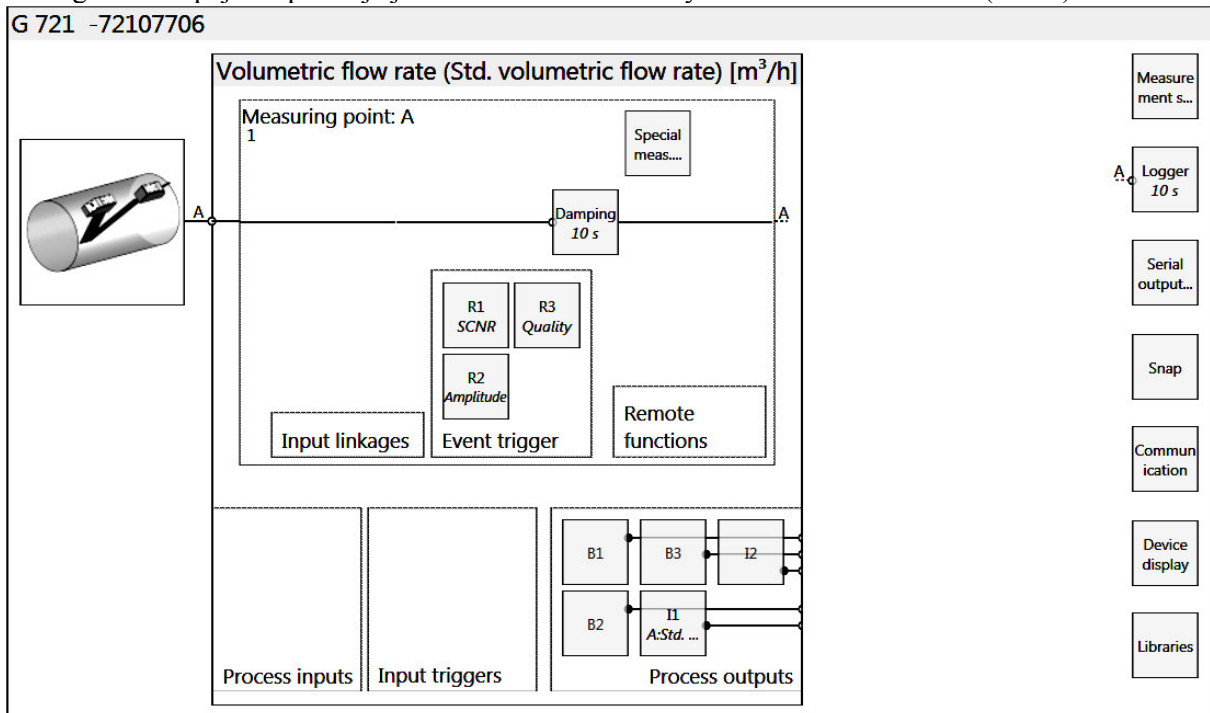 G 721 -72107706
Volumetric flow rate (Std. volumetric flow rate) [m³/h]
Measuring point: A
1
Special
meas....
A
Damping
10 s
A
R1
SCNR
R3
Quality
R2
Amplitude
Input linkages
Event trigger
Remote
functions
B1
B3
I2
B2
I1
A:Std. ...
Process inputs
Input triggers
Process outputs
Measure
ment s...
A
Logger
10 s
Serial
output...
Snap
Commun
ication
Device
display
Libraries